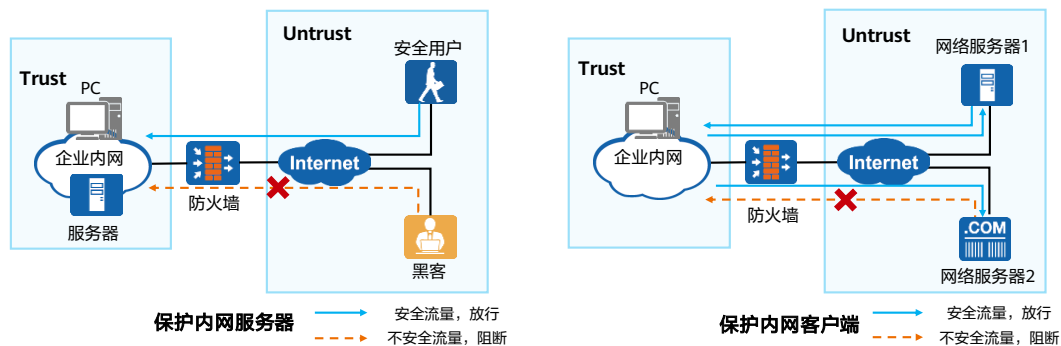 Untrust
安全用户
Trust
PC
企业内网
Internet
防火墙
服务器
黑客
保护内网服务器
安全流量，放行
不安全流量，阻断
Untrust
网络服务器1
Trust
PC
企业内网
Internet
防火墙
.COM
网络服务器2
保护内网客户端
安全流量，放行
不安全流量，阻断